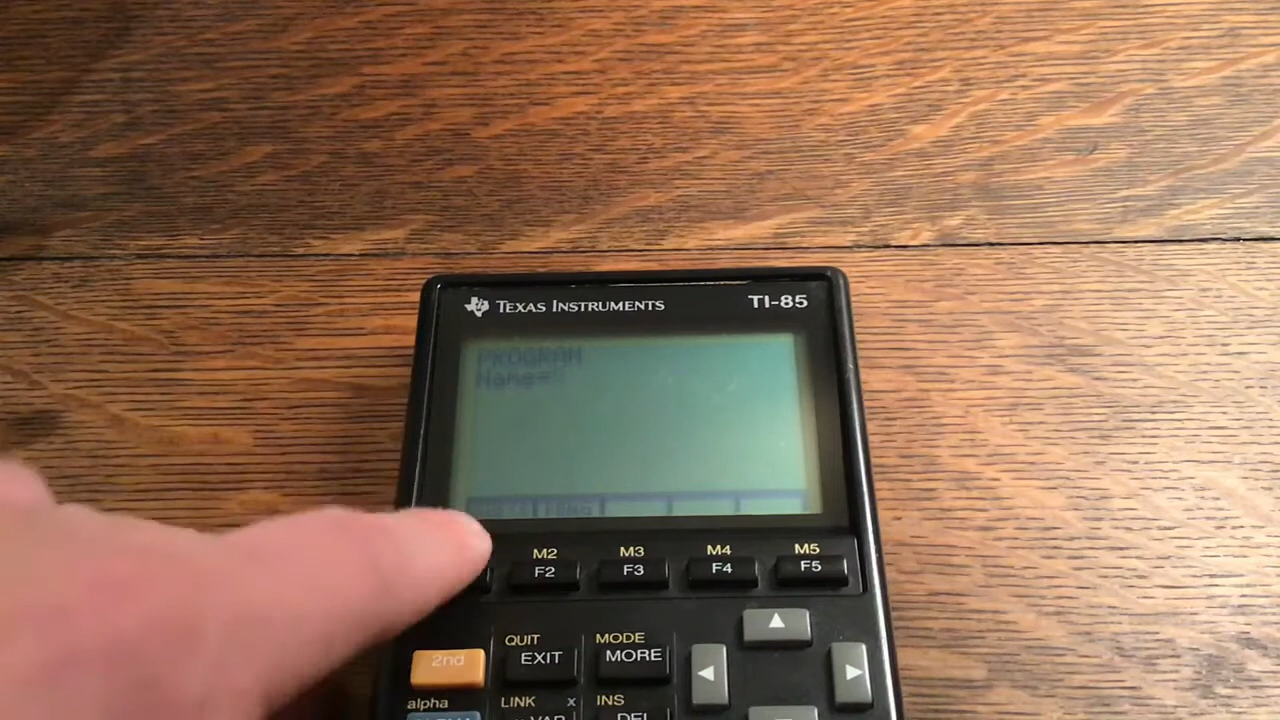 TEXAS INSTRUMENTS TI-85
PROGRAM
Name=
M2 M3 M4 M5
F2 F3 F4 F5
QUIT MODE
2nd EXIT MORE
alpha LINK x INS